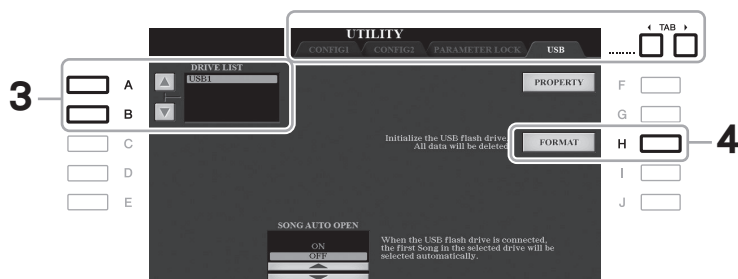 UTILITY
TAB
CONFIG1 CONFIG2 PARAMETER LOCK USB
DRIVE LIST
USB1
PROPERTY
3
A
B
C
D
E
F
G
H
I
J
4
Initialize the USB flash drive.
All data will be deleted
FORMAT
SONG AUTO OPEN
ON
OFF
When the USB flash drive is connected,
the first Song in the selected drive will be
selected automatically.